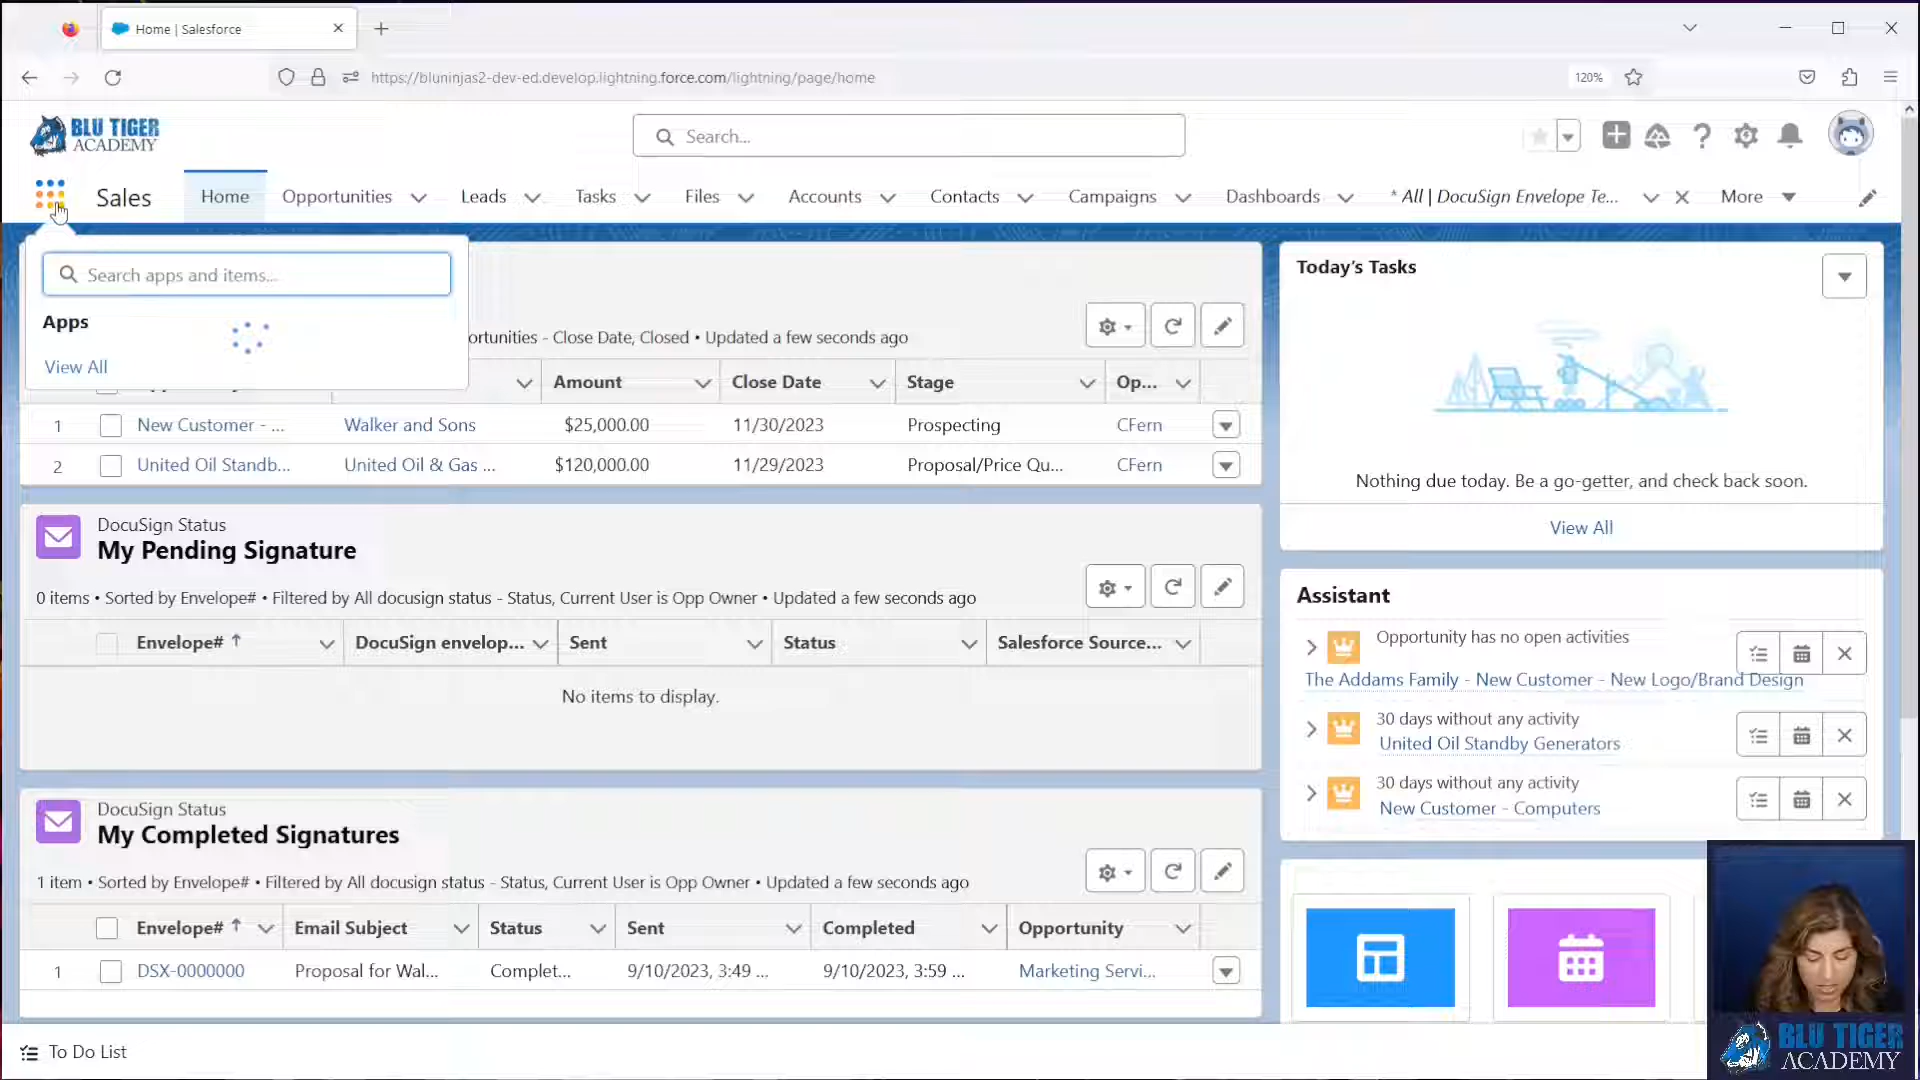 Home | Salesforce
https://bluninjas2-dev-ed.develop.lightning.force.com/lightning/page/home
120%
BLU TIGER
ACADEMY
Search...
Sales
Home
Opportunities
Leads
Tasks
Files
Accounts
Contacts
Campaigns
Dashboards
* All | DocuSign Envelope Te...
More
Search apps and items...
Apps
View All
ortunities - Close Date, Closed • Updated a few seconds ago
Amount
Close Date
Stage
Op...
1
New Customer - ...
Walker and Sons
$25,000.00
11/30/2023
Prospecting
CFern
2
United Oil Standb...
United Oil & Gas ...
$120,000.00
11/29/2023
Proposal/Price Qu...
CFern
DocuSign Status
My Pending Signature
0 items • Sorted by Envelope# • Filtered by All docusign status - Status, Current User is Opp Owner • Updated a few seconds ago
Envelope# ↑
DocuSign envelop...
Sent
Status
Salesforce Source...
No items to display.
DocuSign Status
My Completed Signatures
1 item • Sorted by Envelope# • Filtered by All docusign status - Status, Current User is Opp Owner • Updated a few seconds ago
Envelope# ↑
Email Subject
Status
Sent
Completed
Opportunity
1
DSX-0000000
Proposal for Wal...
Complet...
9/10/2023, 3:49 ...
9/10/2023, 3:59 ...
Marketing Servi...
Today's Tasks
Nothing due today. Be a go-getter, and check back soon.
View All
Assistant
Opportunity has no open activities
The Addams Family - New Customer - New Logo/Brand Design
30 days without any activity
United Oil Standby Generators
30 days without any activity
New Customer - Computers
To Do List
BLU TIGER
ACADEMY